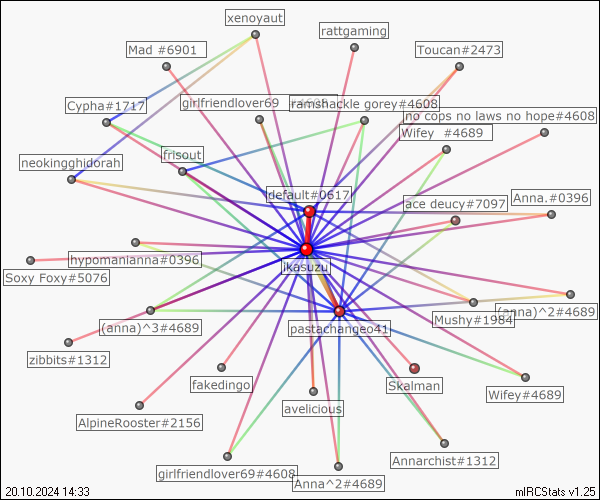 xenoyaut
rattgaming
Mad #6901
Toucan#2473
girlfriendlover69
ramshackle gorey#4608
Cypha#1717
no cops no laws no hope#4608
Wifey #4689
frisout
neokingghidorah
default#0617
ace deucy#7097
Anna.#0396
hypomanianna#0396
ikasuzu
Soxy Foxy#5076
(anna)^2#4689
(anna)^3#4689
pastachangeo41
Mushy#1984
zibbits#1312
fakedingo
Skalman
Wifey#4689
avelicious
AlpineRooster#2156
Annarchist#1312
girlfriendlover69#4608
Anna^2#4689
20.10.2024 14:33
mIRCStats v1.25